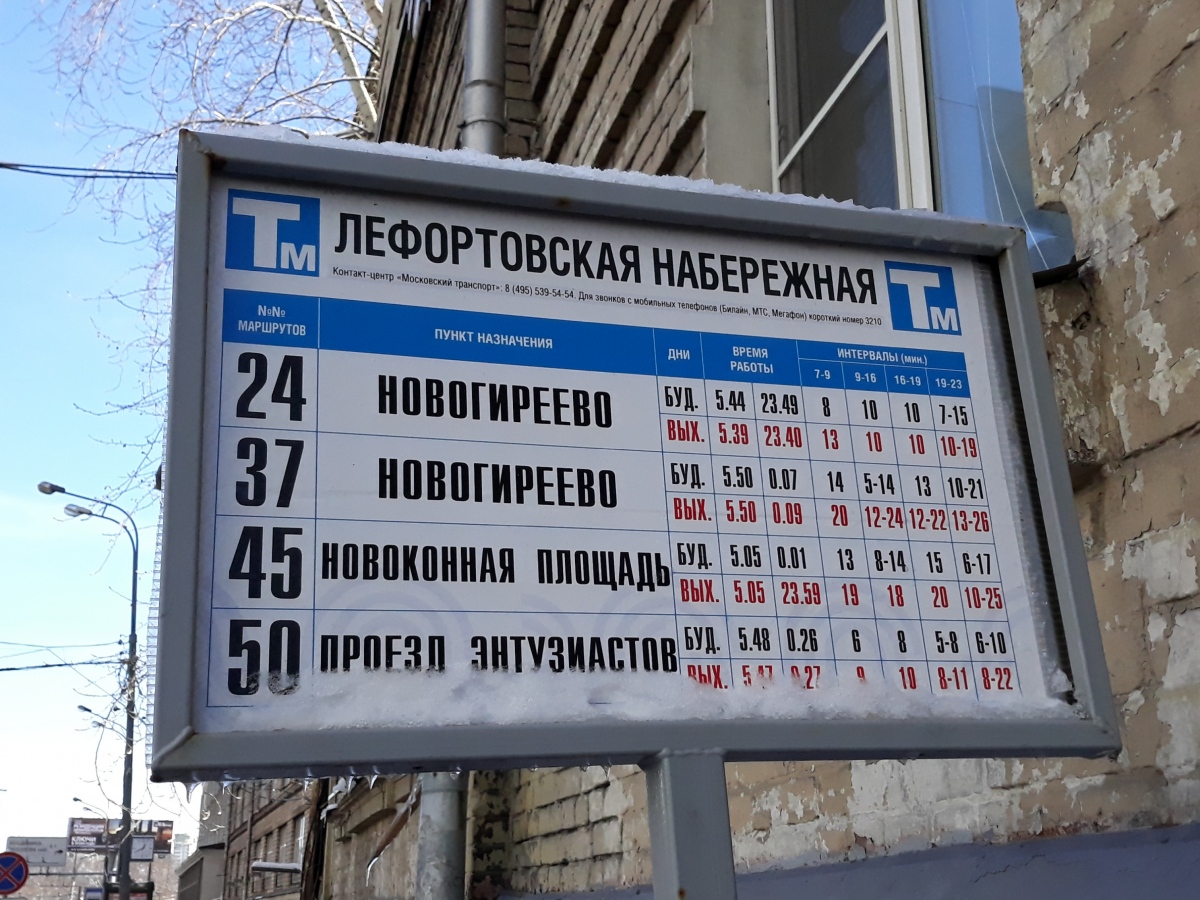 Тм ЛЕФОРТОВСКАЯ НАБЕРЕЖНАЯ Тм
Контакт-центр «Московский транспорт»: 8 (495) 539-54-54. Для звонков с мобильных телефонов (Билайн, МТС, Мегафон) короткий номер 3210
№№ МАРШРУТОВ ПУНКТ НАЗНАЧЕНИЯ ДНИ ВРЕМЯ РАБОТЫ ИНТЕРВАЛЫ (мин.)
7-9 9-16 16-19 19-23
24 НОВОГИРЕЕВО БУД. 5.44 23.49 8 10 10 7-15
ВЫХ. 5.39 23.40 13 10 10 10-19
37 НОВОГИРЕЕВО БУД. 5.50 0.07 14 5-14 13 10-21
ВЫХ. 5.50 0.09 20 12-24 12-22 13-26
45 НОВОКОННАЯ ПЛОЩАДЬ БУД. 5.05 0.01 13 8-14 15 6-17
ВЫХ. 5.05 23.59 19 18 20 10-25
50 ПРОЕЗД ЭНТУЗИАСТОВ БУД. 5.48 0.26 6 8 5-8 6-10
ВЫХ. 5.47 0.27 10 8-11 8-22
КЛЮЧИ